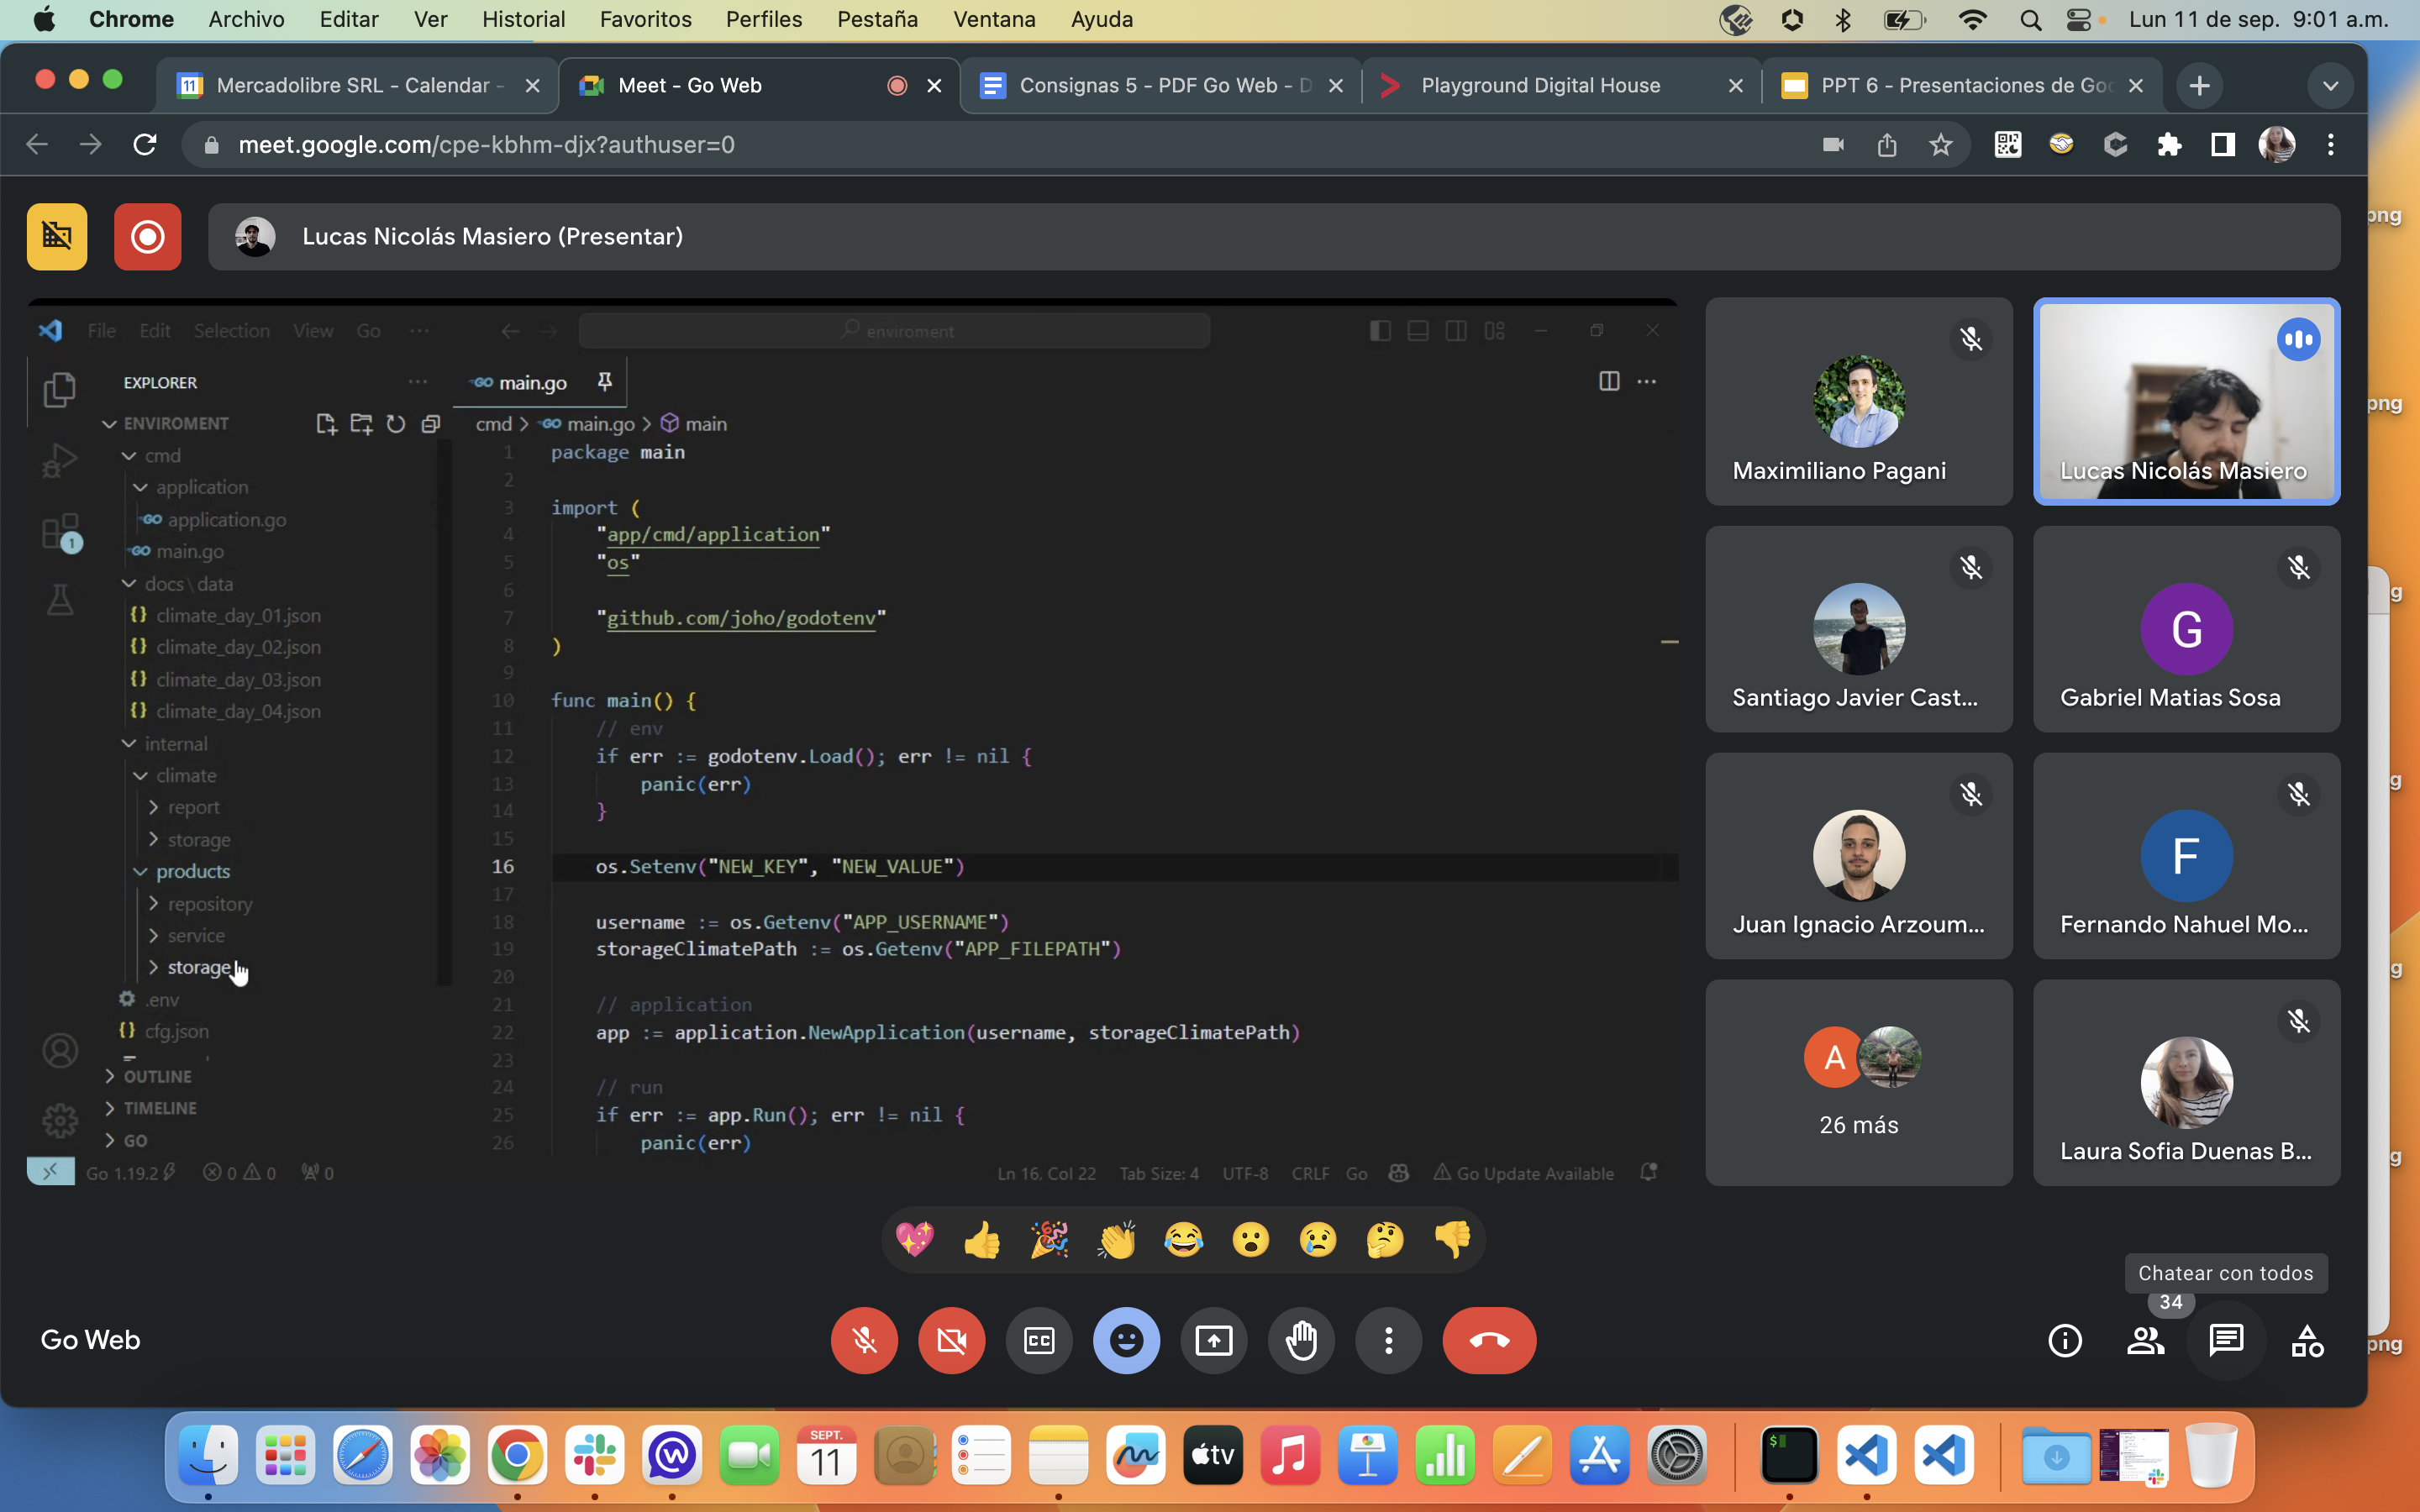 Chrome Archivo Editar Ver Historial Favoritos Perfiles Pestaña Ventana Ayuda Lun 11 de sep. 9:01 a.m.
Mercadolibre SRL - Calendar -
Meet - Go Web
Consignas 5 - PDF Go Web - D
Playground Digital House
PPT 6 - Presentaciones de Goo
meet.google.com/cpe-kbhm-djx?authuser=0
Lucas Nicolás Masiero (Presentar)
File Edit Selection View Go ···
enviroment
EXPLORER
ENVIROMENT
cmd
application
application.go
main.go
docs \ data
climate_day_01.json
climate_day_02.json
climate_day_03.json
climate_day_04.json
internal
climate
report
storage
products
repository
service
storage
.env
cfg.json
OUTLINE
TIMELINE
GO
1
main.go
cmd > main.go > main
1 package main
2
3 import (
4 "app/cmd/application"
5 "os"
6
7 "github.com/joho/godotenv"
8 )
9
10 func main() {
11 // env
12 if err := godotenv.Load(); err != nil {
13 panic(err)
14 }
15
16 os.Setenv("NEW_KEY", "NEW_VALUE")
17
18 username := os.Getenv("APP_USERNAME")
19 storageClimatePath := os.Getenv("APP_FILEPATH")
20
21 // application
22 app := application.NewApplication(username, storageClimatePath)
23
24 // run
25 if err := app.Run(); err != nil {
26 panic(err)
Go 1.19.2 0 0 0 Ln 16, Col 22 Tab Size: 4 UTF-8 CRLF Go Go Update Available
Maximiliano Pagani
Lucas Nicolás Masiero
Santiago Javier Cast...
G
Gabriel Matias Sosa
Juan Ignacio Arzoum...
F
Fernando Nahuel Mo...
A
26 más
Laura Sofia Duenas B...
Chatear con todos
34
Go Web
CC
png
png
g
g
g
g
png
SEPT.
11
tv